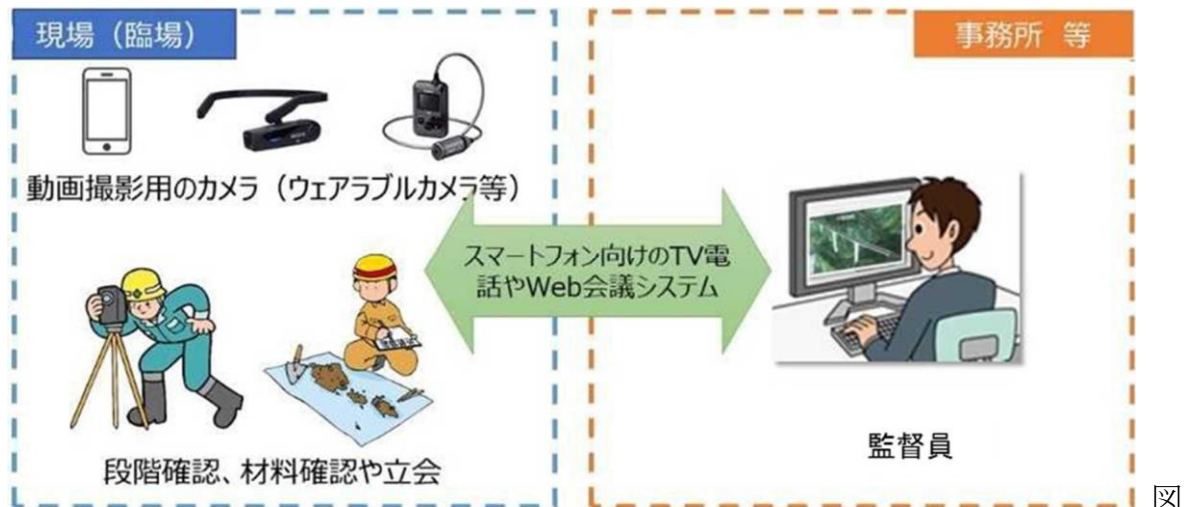 現場（臨場）
事務所 等
動画撮影用のカメラ（ウェアラブルカメラ等）
スマートフォン向けのTV電
話やWeb会議システム
段階確認、材料確認や立会
監督員
図